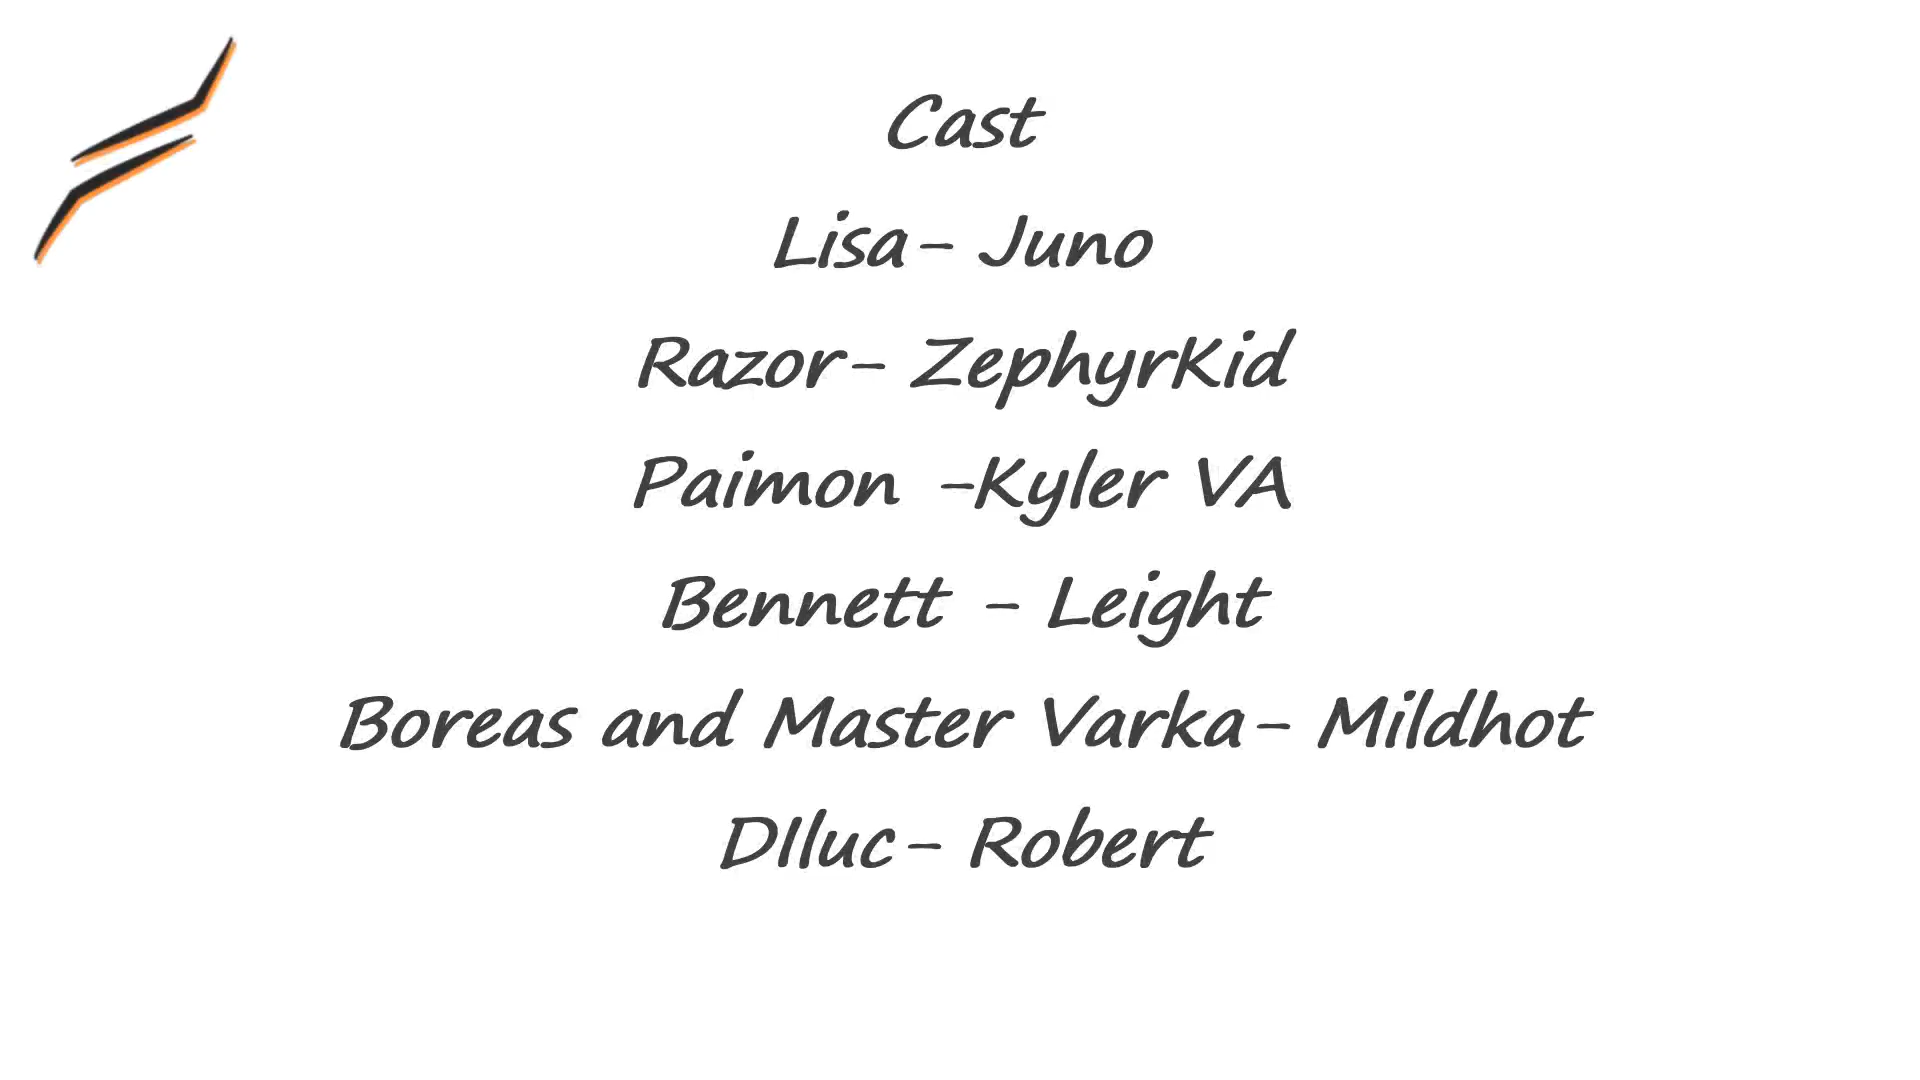 Cast
Lisa- Juno
Razor- ZephyrKid
Paimon -Kyler VA
Bennett - Leight
Boreas and Master Varka- Mildhot
DIluc- Robert